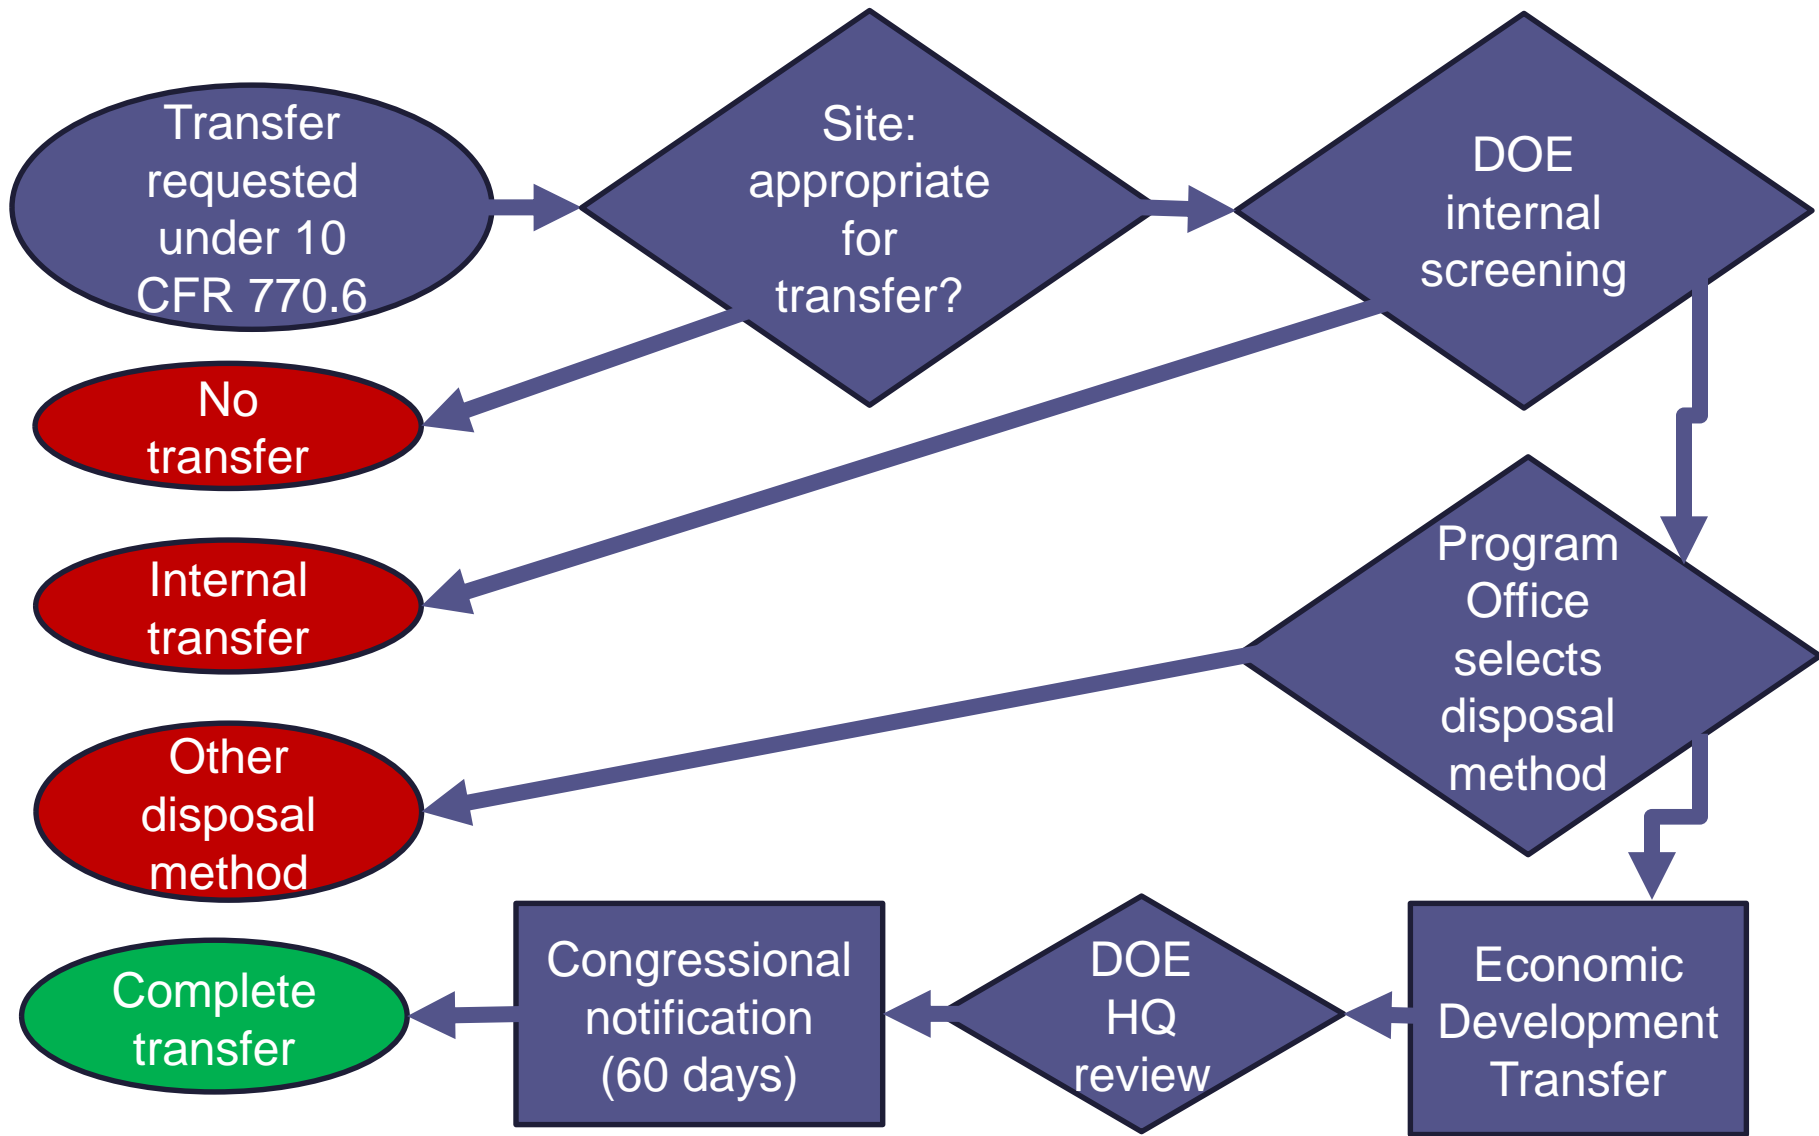 Transfer
requested
under 10
CFR 770.6
Site:
appropriate
for
transfer?
DOE
internal
screening
No
transfer
Internal
transfer
Program
Office
selects
disposal
method
Other
disposal
method
Complete
transfer
Congressional
notification
(60 days)
DOE
HQ
review
Economic
Development
Transfer